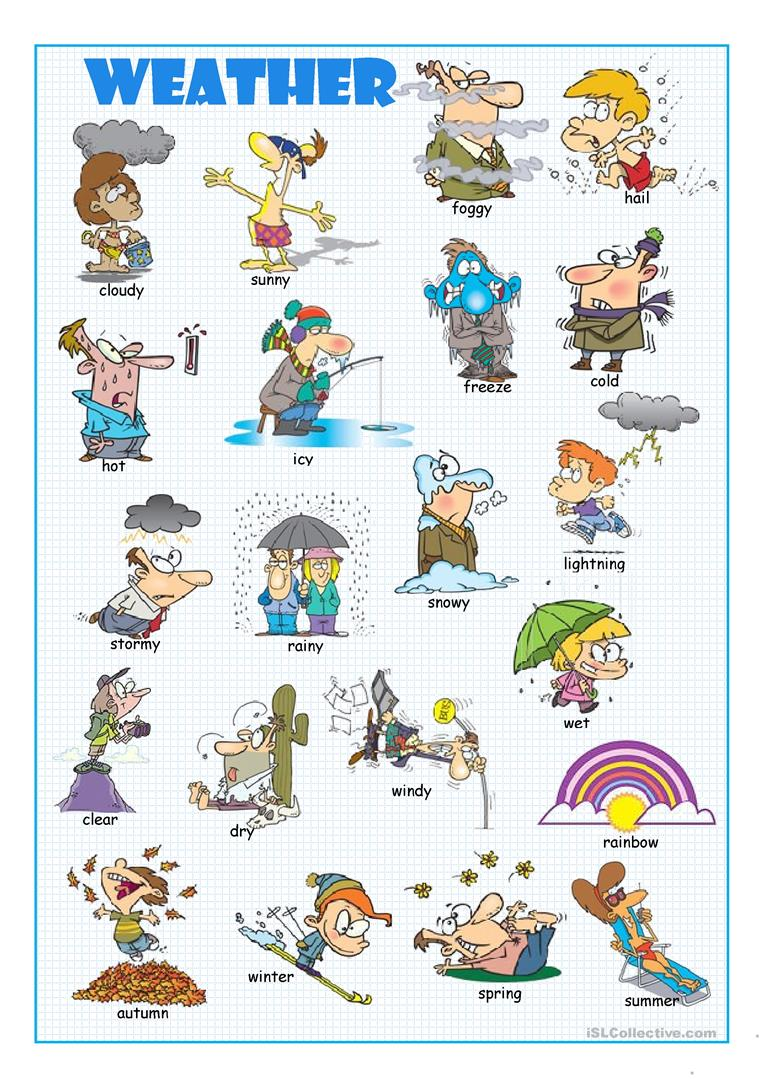 WEATHER
foggy
hail
cloudy
sunny
freeze
cold
hot
icy
lightning
snowy
stormy
rainy
wet
clear
dry
windy
BUS
rainbow
autumn
winter
spring
summer
iSLCollective.com